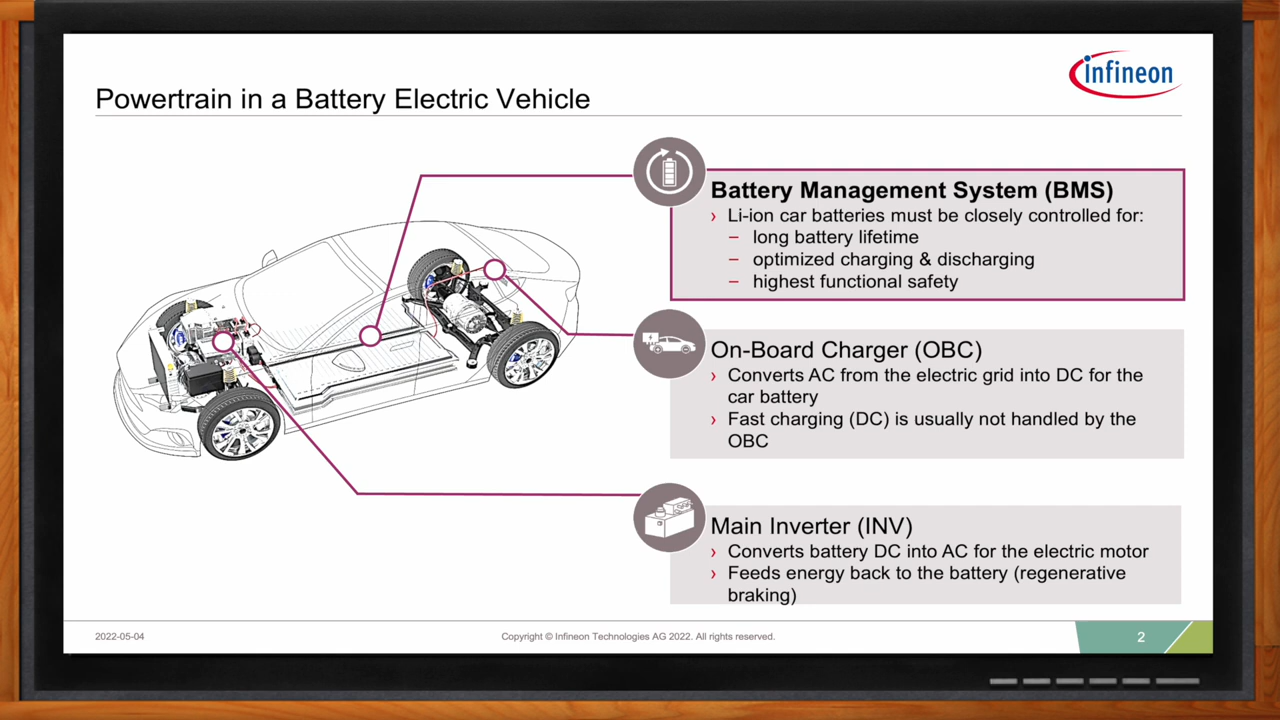 infineon
Powertrain in a Battery Electric Vehicle
Battery Management System (BMS)
› Li-ion car batteries must be closely controlled for:
– long battery lifetime
– optimized charging & discharging
– highest functional safety
On-Board Charger (OBC)
› Converts AC from the electric grid into DC for the
car battery
› Fast charging (DC) is usually not handled by the
OBC
Main Inverter (INV)
› Converts battery DC into AC for the electric motor
› Feeds energy back to the battery (regenerative
braking)
2022-05-04
Copyright © Infineon Technologies AG 2022. All rights reserved.
2